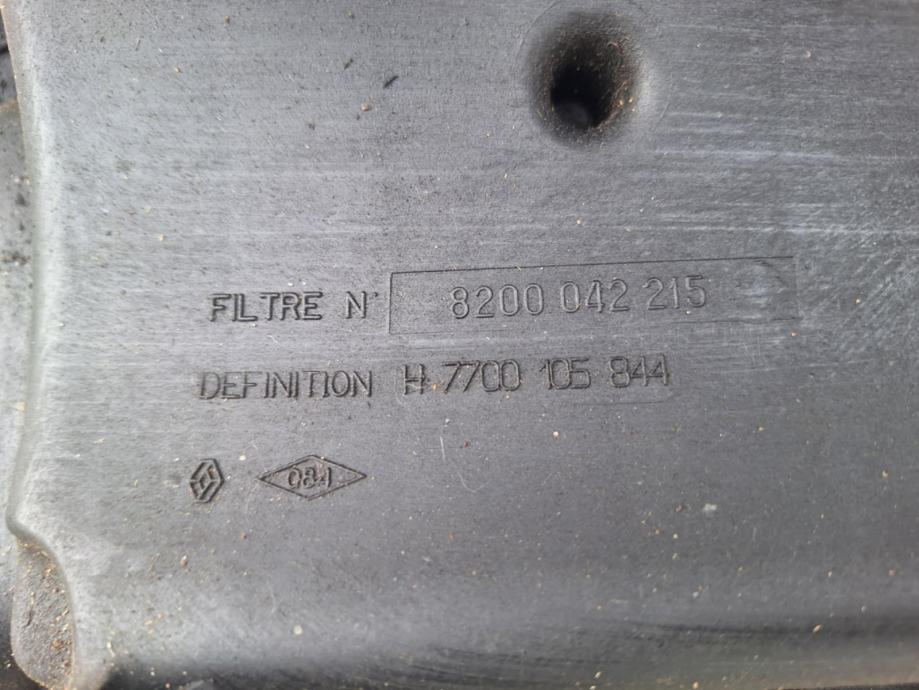 FILTRE N° 8200 042 215
DEFINITION H 7700 105 844
084